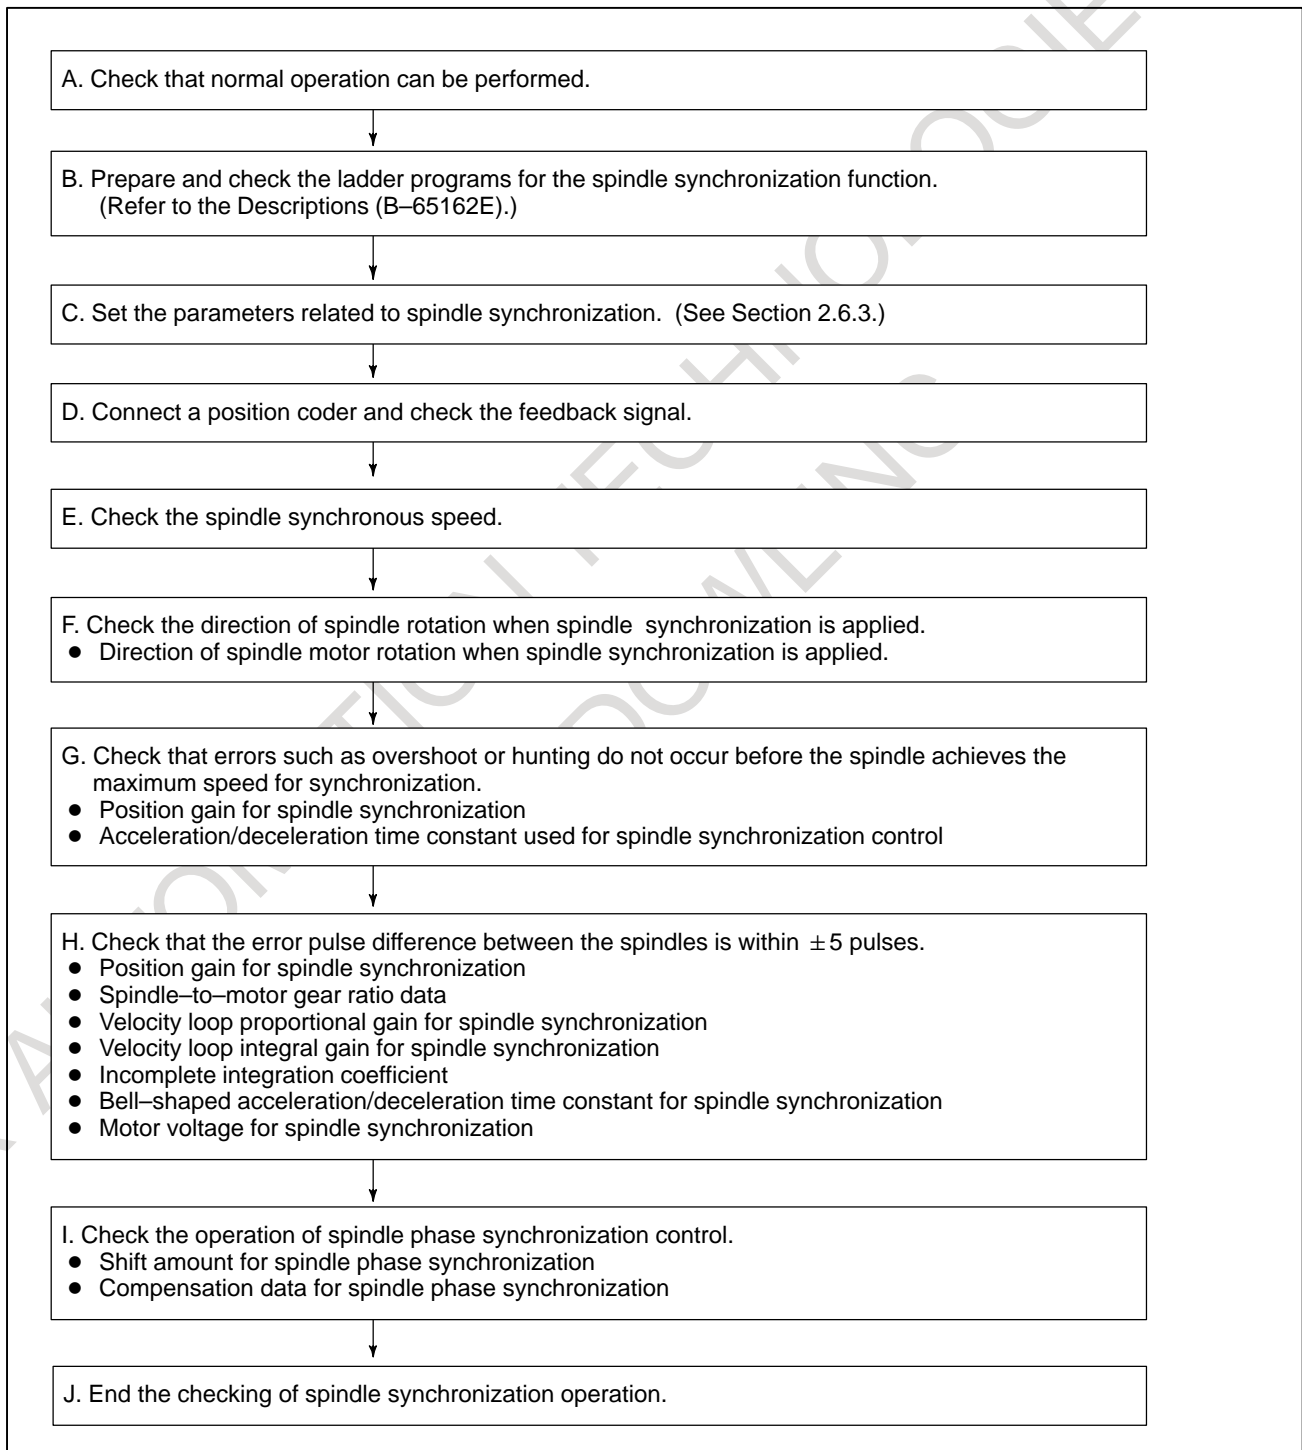 A. Check that normal operation can be performed.
B. Prepare and check the ladder programs for the spindle synchronization function.
(Refer to the Descriptions (B–65162E).)
C. Set the parameters related to spindle synchronization. (See Section 2.6.3.)
D. Connect a position coder and check the feedback signal.
E. Check the spindle synchronous speed.
F. Check the direction of spindle rotation when spindle synchronization is applied.
● Direction of spindle motor rotation when spindle synchronization is applied.
G. Check that errors such as overshoot or hunting do not occur before the spindle achieves the
maximum speed for synchronization.
● Position gain for spindle synchronization
● Acceleration/deceleration time constant used for spindle synchronization control
H. Check that the error pulse difference between the spindles is within ±5 pulses.
● Position gain for spindle synchronization
● Spindle–to–motor gear ratio data
● Velocity loop proportional gain for spindle synchronization
● Velocity loop integral gain for spindle synchronization
● Incomplete integration coefficient
● Bell–shaped acceleration/deceleration time constant for spindle synchronization
● Motor voltage for spindle synchronization
I. Check the operation of spindle phase synchronization control.
● Shift amount for spindle phase synchronization
● Compensation data for spindle phase synchronization
J. End the checking of spindle synchronization operation.